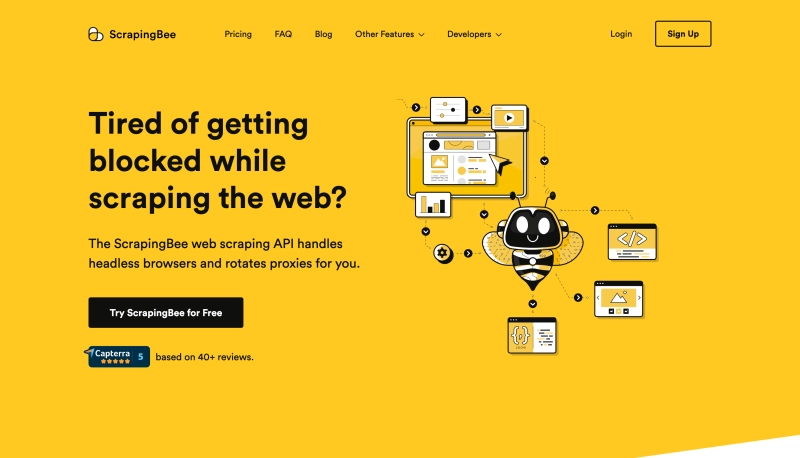 ScrapingBee
Pricing
FAQ
Blog
Other Features
Developers
Login
Sign Up
Tired of getting
blocked while
scraping the web?
The ScrapingBee web scraping API handles
headless browsers and rotates proxies for you.
Try ScrapingBee for Free
Capterra 5
based on 40+ reviews.